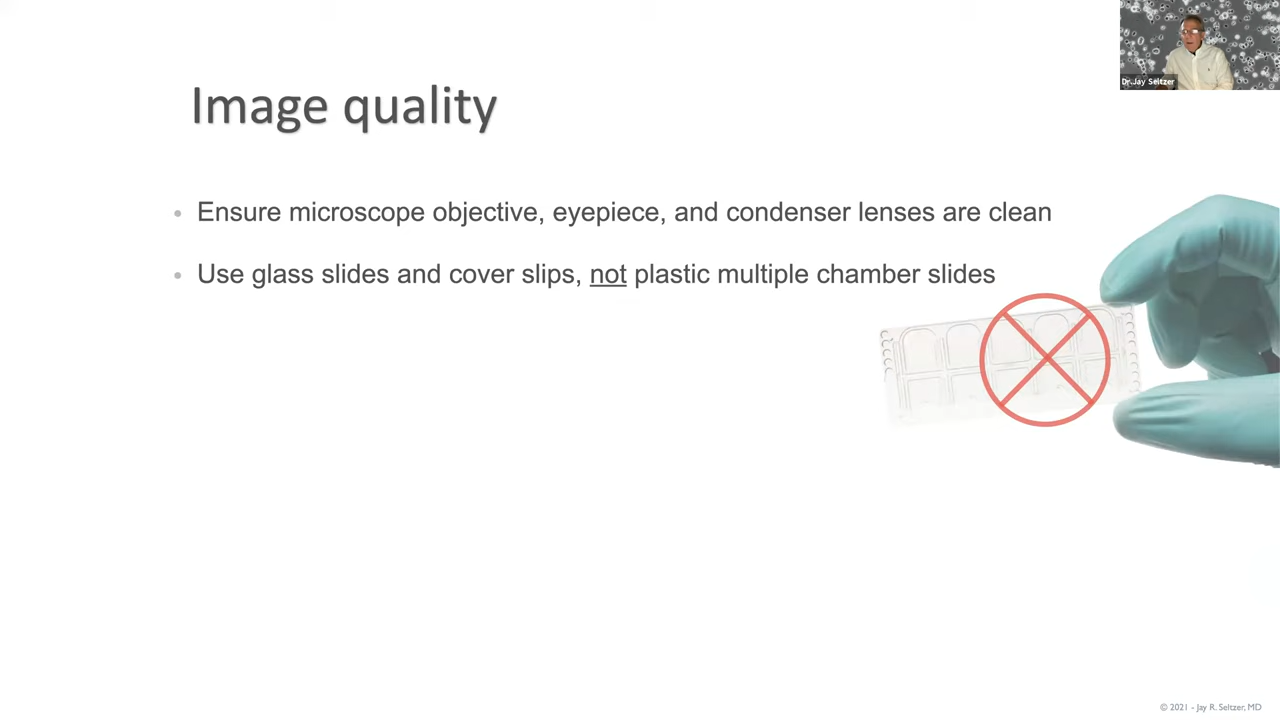 Dr.Jay Seltzer
Image quality
• Ensure microscope objective, eyepiece, and condenser lenses are clean
• Use glass slides and cover slips, not plastic multiple chamber slides
© 2021 - Jay R. Seltzer, MD